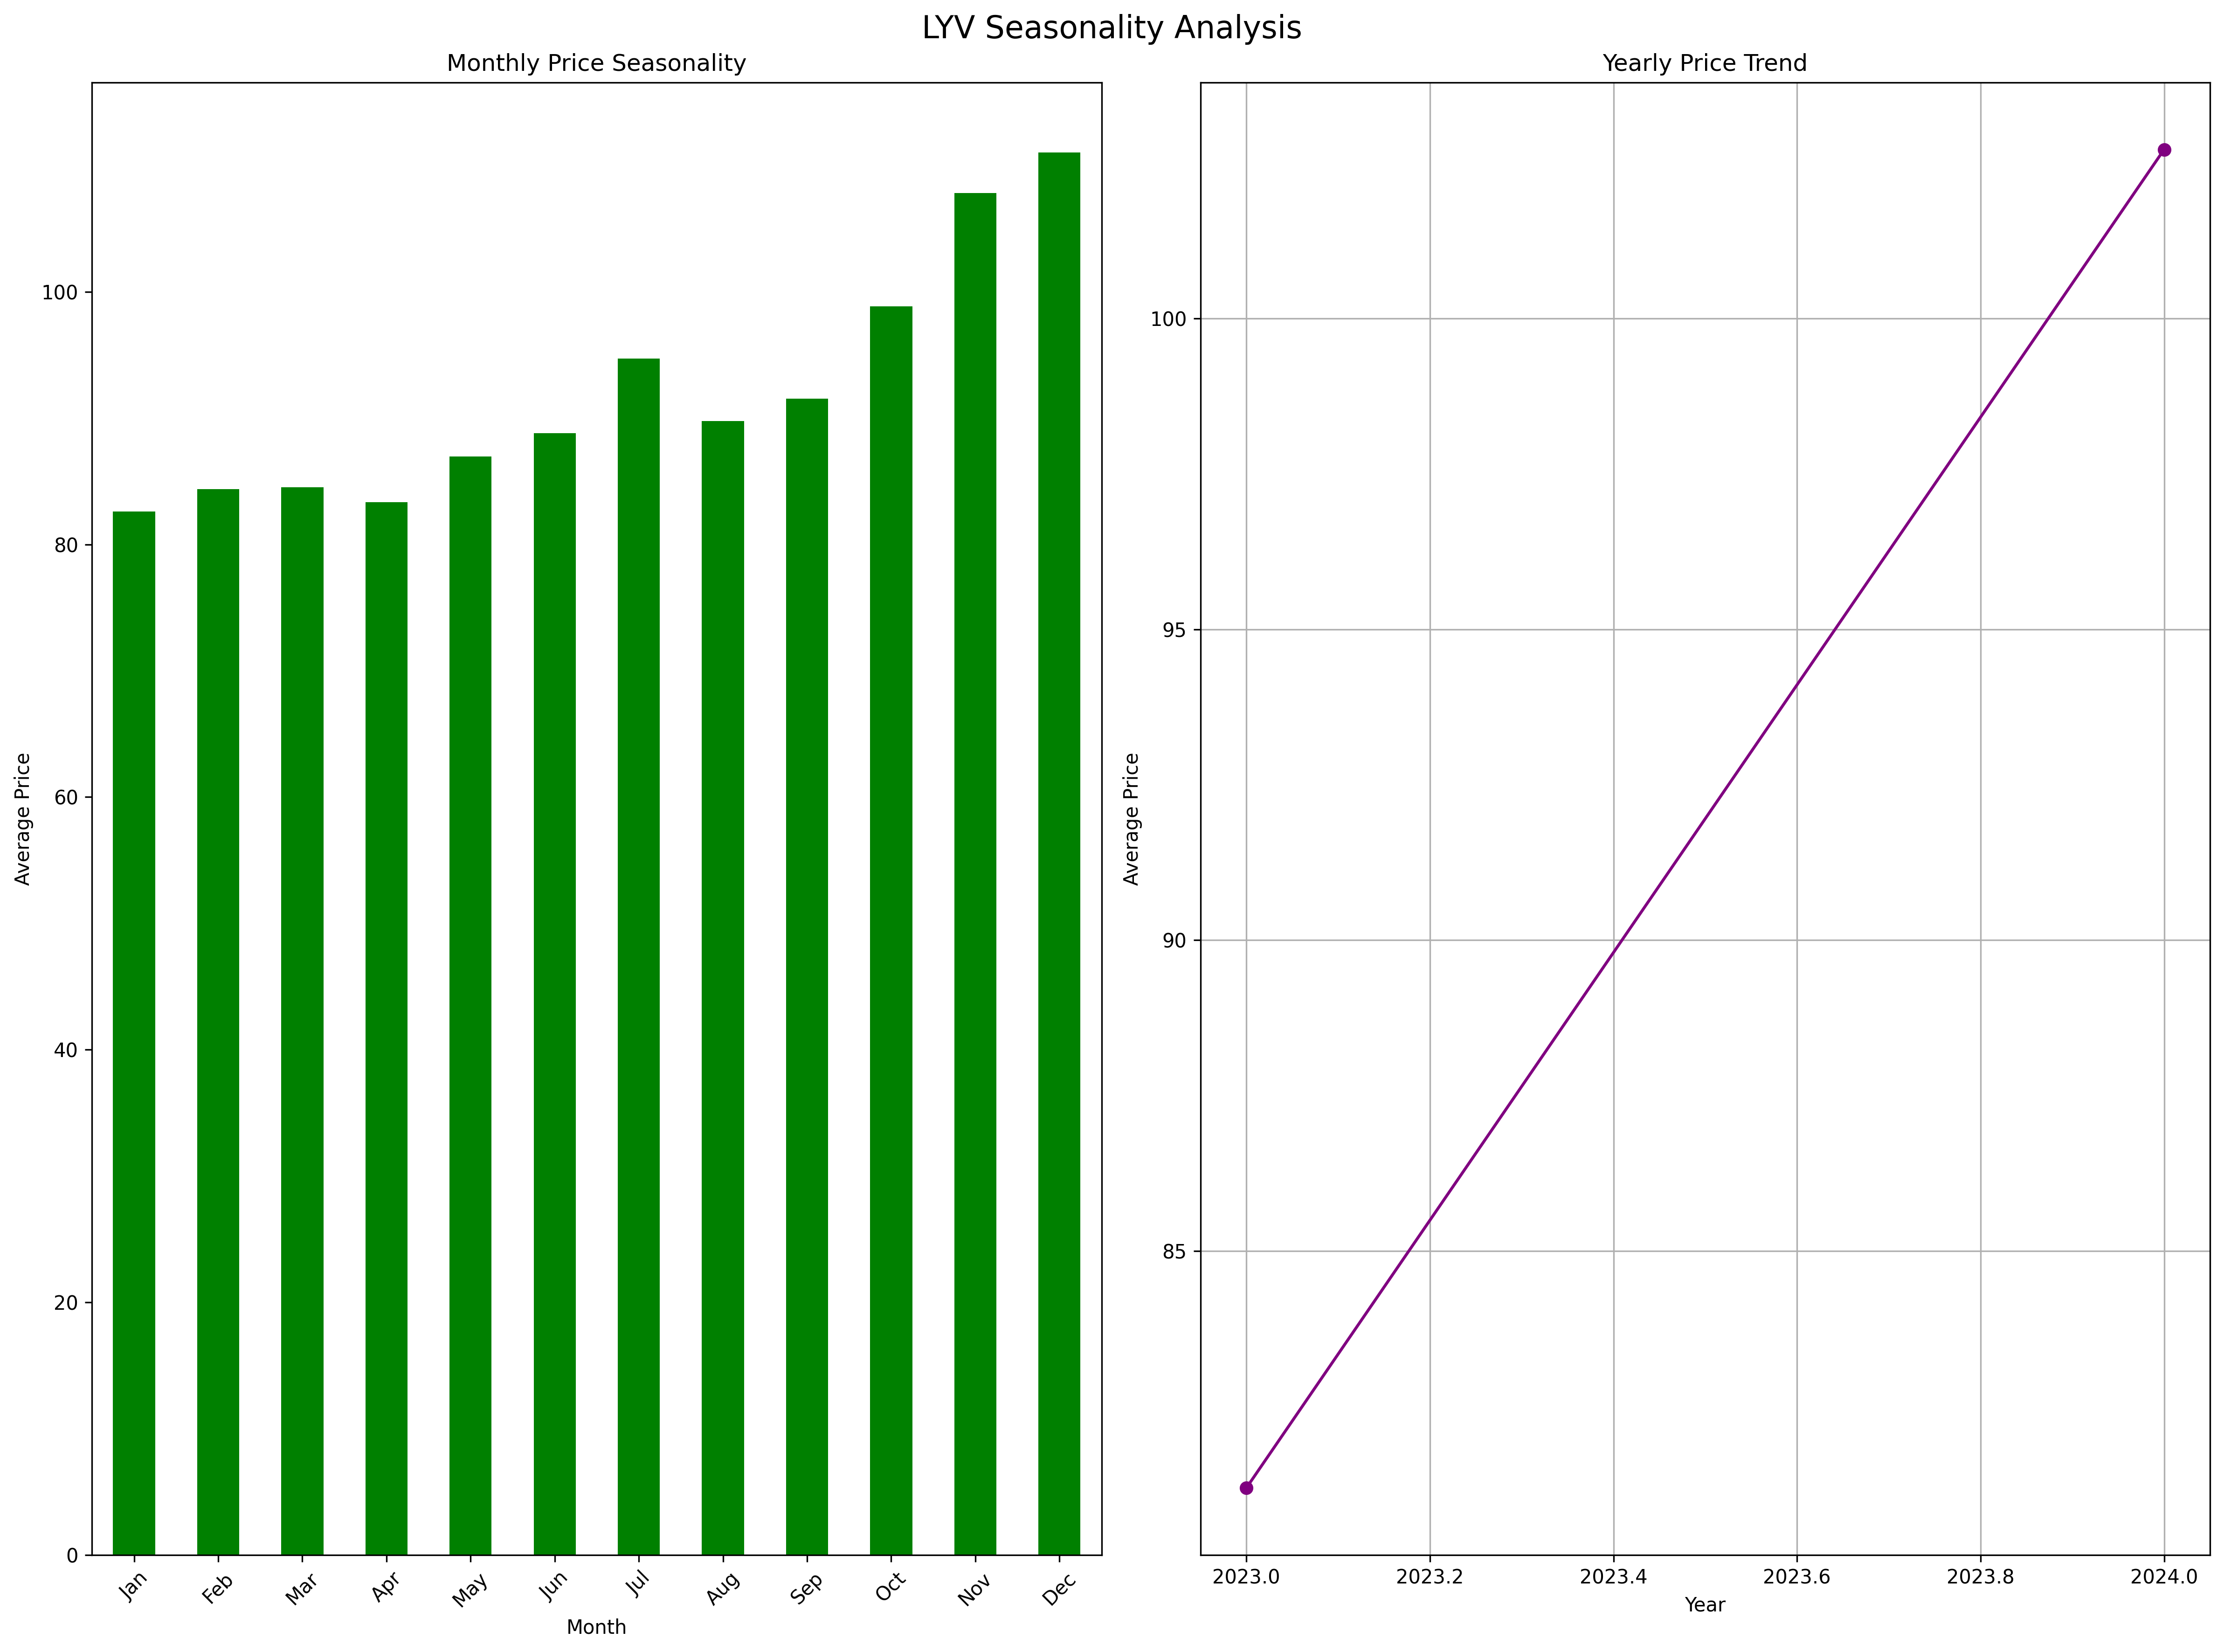 LYV Seasonality Analysis
Monthly Price Seasonality
Average Price
100
80
60
40
20
0
Jan Feb Mar Apr May Jun Jul Aug Sep Oct Nov Dec
Month
Yearly Price Trend
Average Price
100
95
90
85
2023.0 2023.2 2023.4 2023.6 2023.8 2024.0
Year